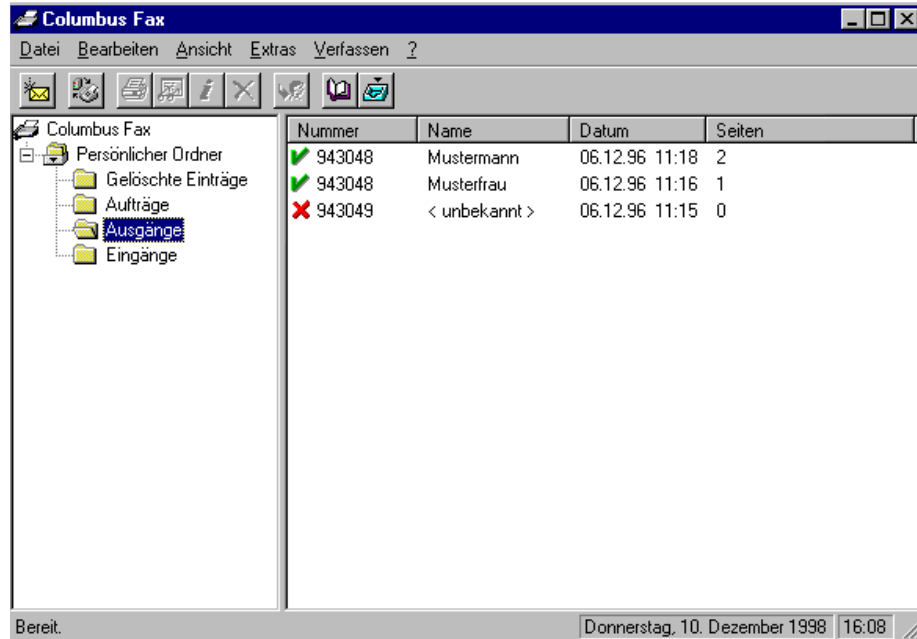 Columbus Fax
Datei Bearbeiten Ansicht Extras Verfassen ?
Columbus Fax
Persönlicher Ordner
Gelöschte Einträge
Aufträge
Ausgänge
Eingänge
Nummer Name Datum Seiten
943048 Mustermann 06.12.96 11:18 2
943048 Musterfrau 06.12.96 11:16 1
943049 < unbekannt > 06.12.96 11:15 0
Bereit. Donnerstag, 10. Dezember 1998 16:08